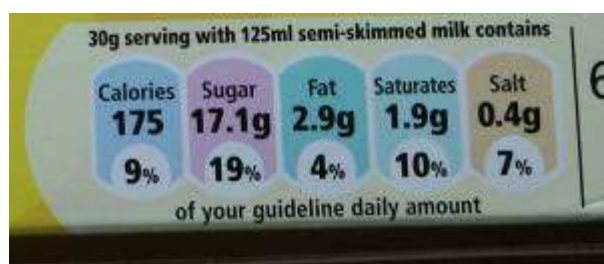 30g serving with 125ml semi-skimmed milk contains
Calories Sugar Fat Saturates Salt
175 17.1g 2.9g 1.9g 0.4g
9% 19% 4% 10% 7%
of your guideline daily amount